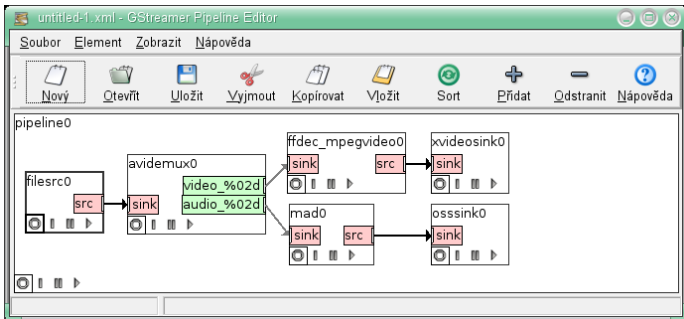 untitled-1.xml - GStreamer Pipeline Editor
Soubor Element Zobrazit Nápověda
Nový Otevřít Uložit Vyjmout Kopírovat Vložit Sort Přidat Odstranit Nápověda
pipeline0
filesrc0
src
avidemux0
sink
video_%02d
audio_%02d
ffdec_mpegvideo0
sink src
xvideosink0
sink
mad0
sink src
osssink0
sink